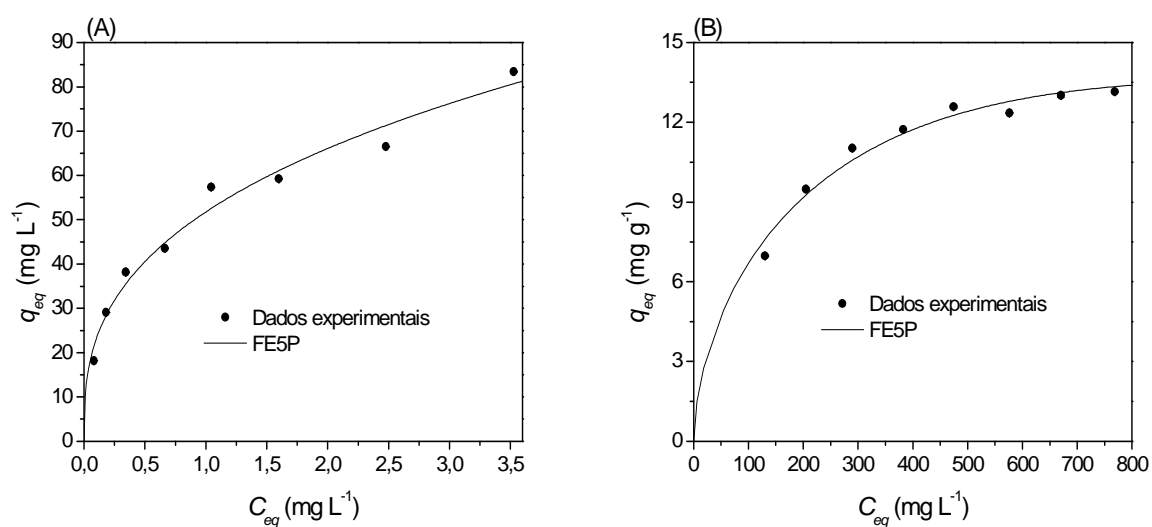 (A)
90
80
70
60
50
40
30
20
10
0
q_eq (mg L⁻¹)
Dados experimentais
FE5P
0,0 0,5 1,0 1,5 2,0 2,5 3,0 3,5
C_eq (mg L⁻¹)
(B)
15
12
9
6
3
0
q_eq (mg g⁻¹)
Dados experimentais
FE5P
0 100 200 300 400 500 600 700 800
C_eq (mg L⁻¹)